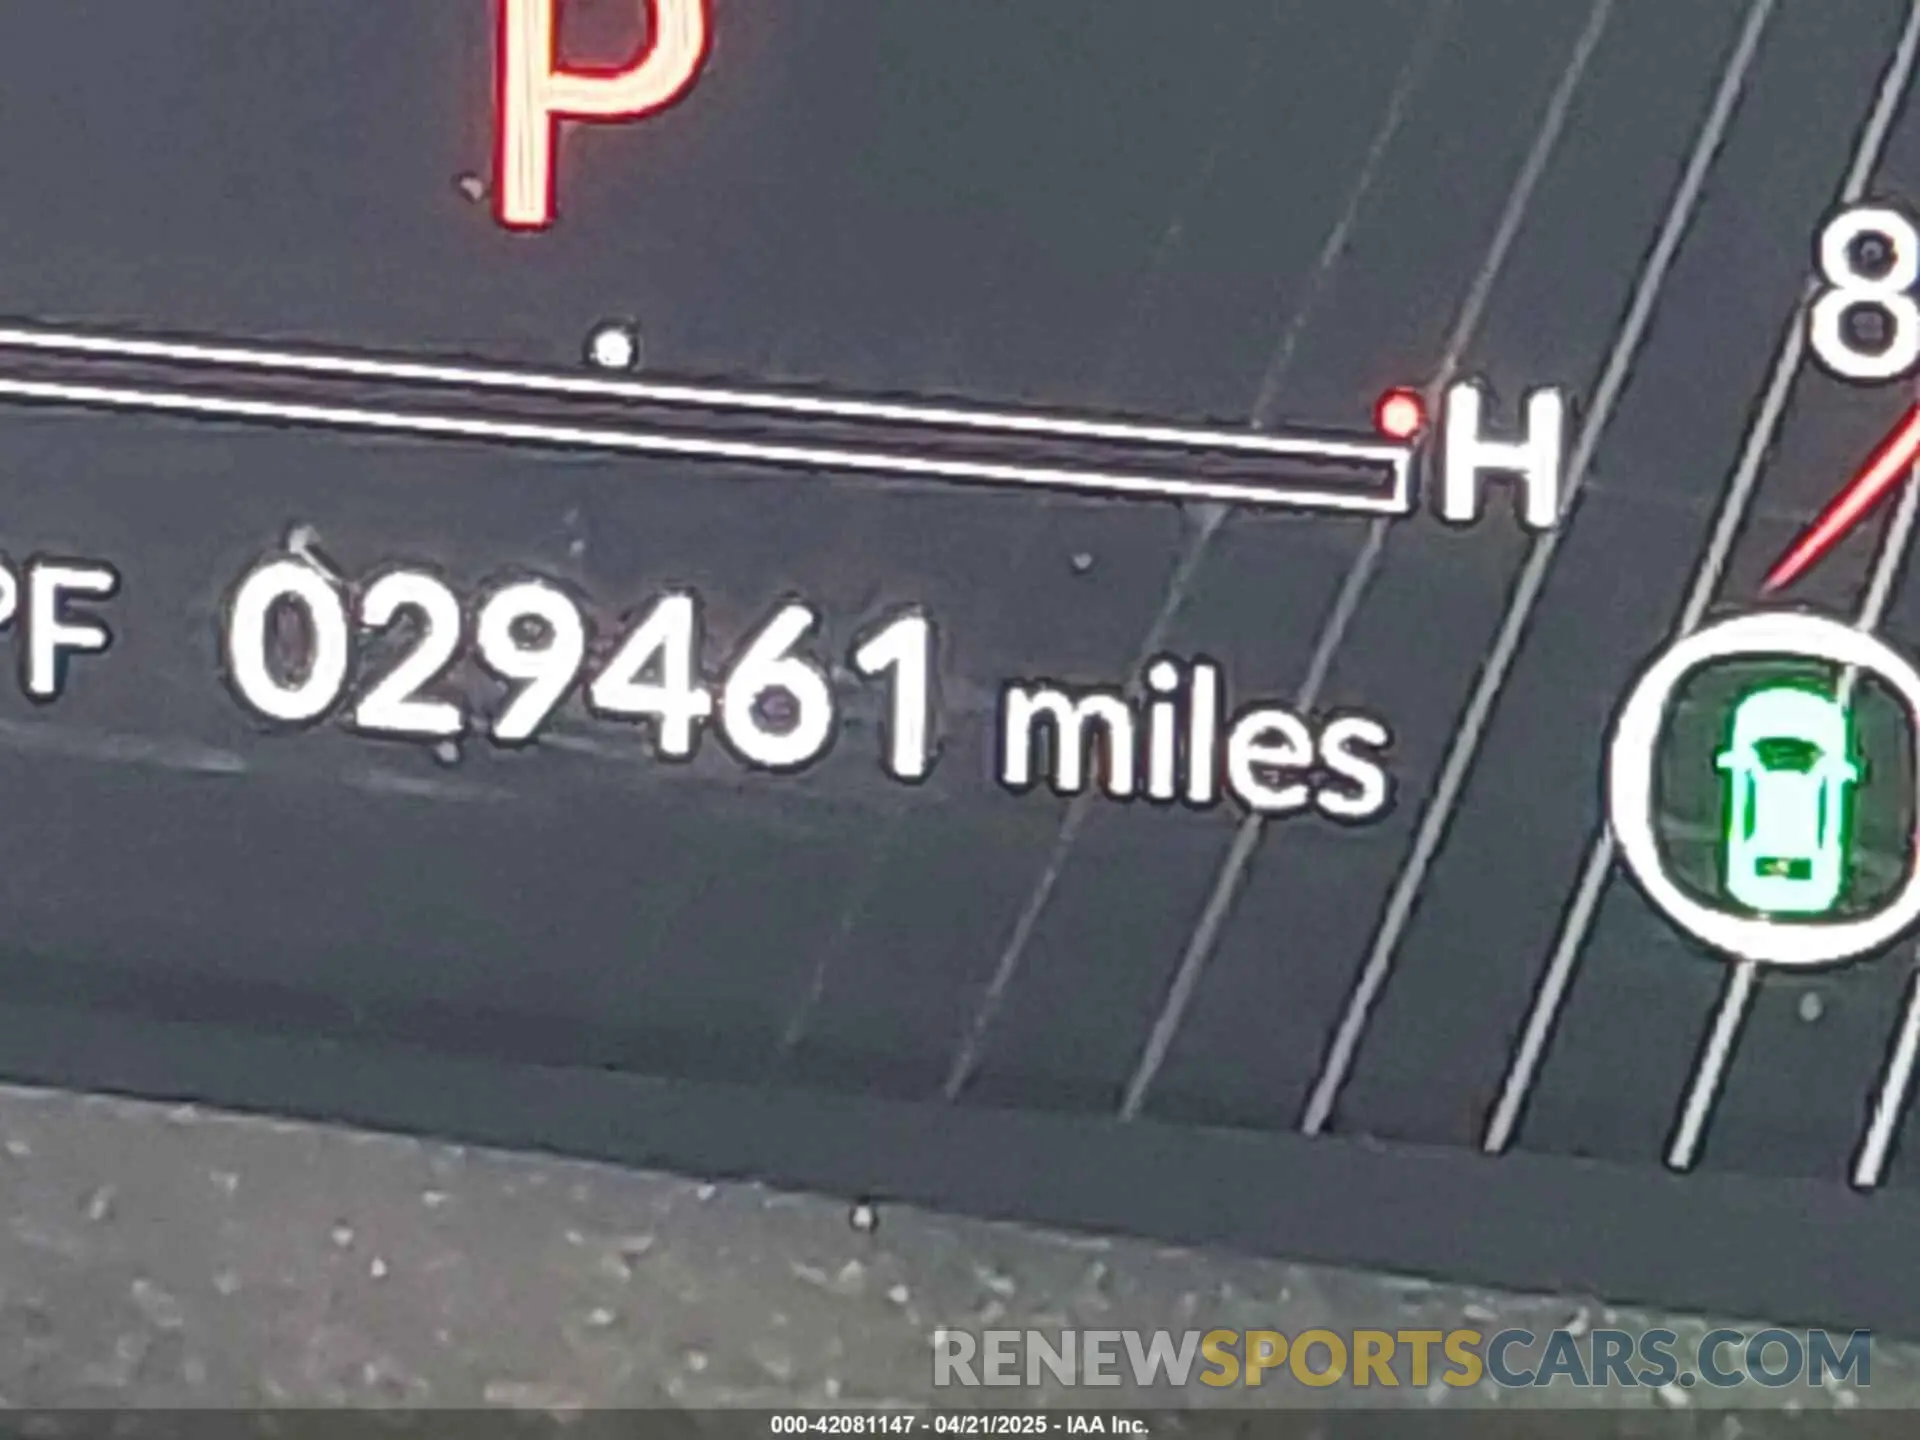 P
8
H
F 029461 miles
RENEWSPORTSCARS.COM
000-42081147 - 04/21/2025 - IAA Inc.